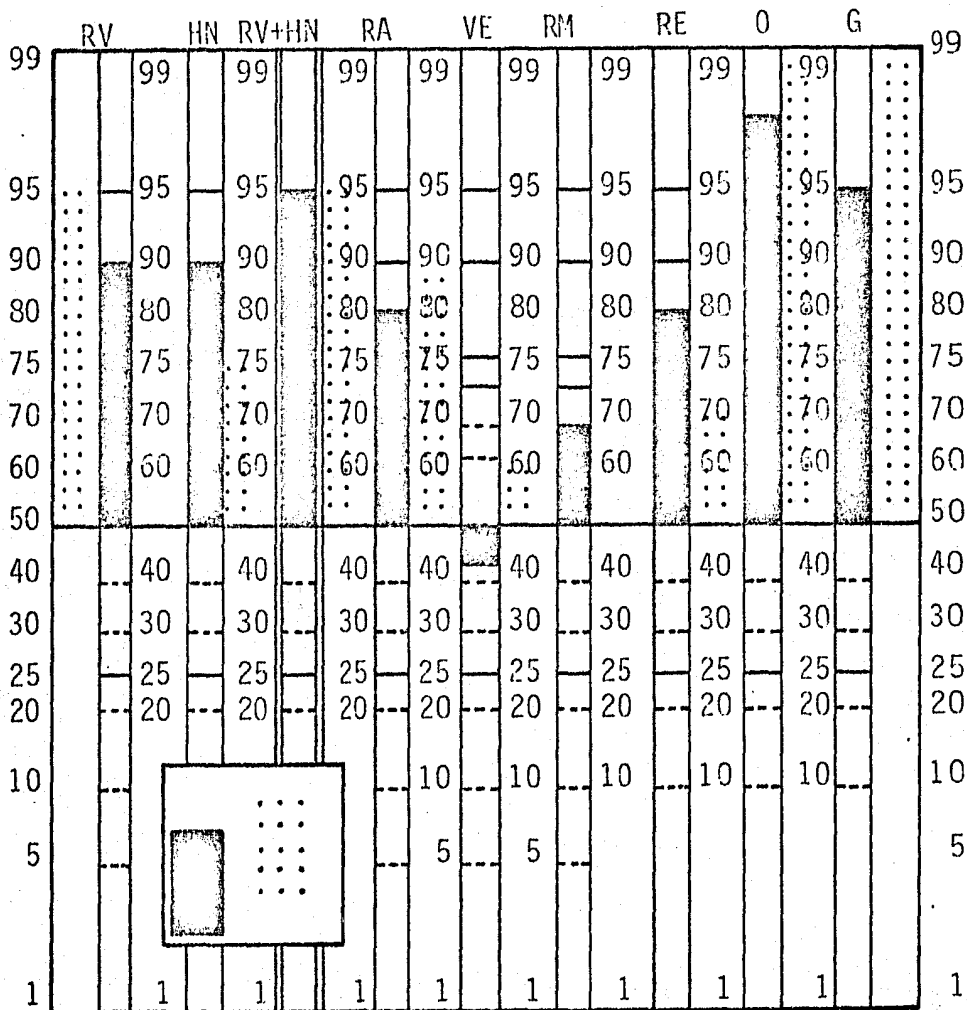 RV HN RV+HN RA VE RM RE O G
99 99 99 99 99 99 99 99 99 99
95 95 95 95 95 95 95 95 95 95
90 90 90 90 90 90 90 90 90 90
80 80 80 80 80 80 80 80 80 80
75 75 75 75 75 75 75 75 75 75
70 70 70 70 70 70 70 70 70 70
60 60 60 60 60 60 60 60 60 60
50 50
40 40 40 40 40 40 40 40 40 40
30 30 30 30 30 30 30 30 30 30
25 25 25 25 25 25 25 25 25 25
20 20 20 20 20 20 20 20 20 20
10 10 10 10 10 10 10
5 5 5 5
1 1 1 1 1 1 1 1 1 1